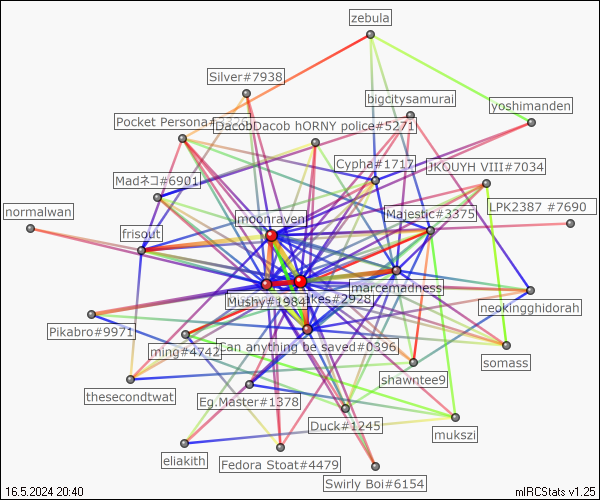 zebula
Silver#7938
bigcitysamurai
yoshimanden
Pocket Persona#
DacobDacob hORNY police#5271
Cypha#1717
JKQUYH VIII#7034
Madネコ#6901
LPK2387 #7690
normalwan
moonraven
Majestic#3375
frisout
marcemadness
Mushy#1984
akes#2928
neokingghidorah
Pikabro#9971
Can anything be saved#0396
ming#4742
somass
shawntee9
thesecondtwat
Eg.Master#1378
Duck#1245
mukszi
eliakith
Fedora Stoat#4479
Swirly Boi#6154
16.5.2024 20:40
mIRCStats v1.25